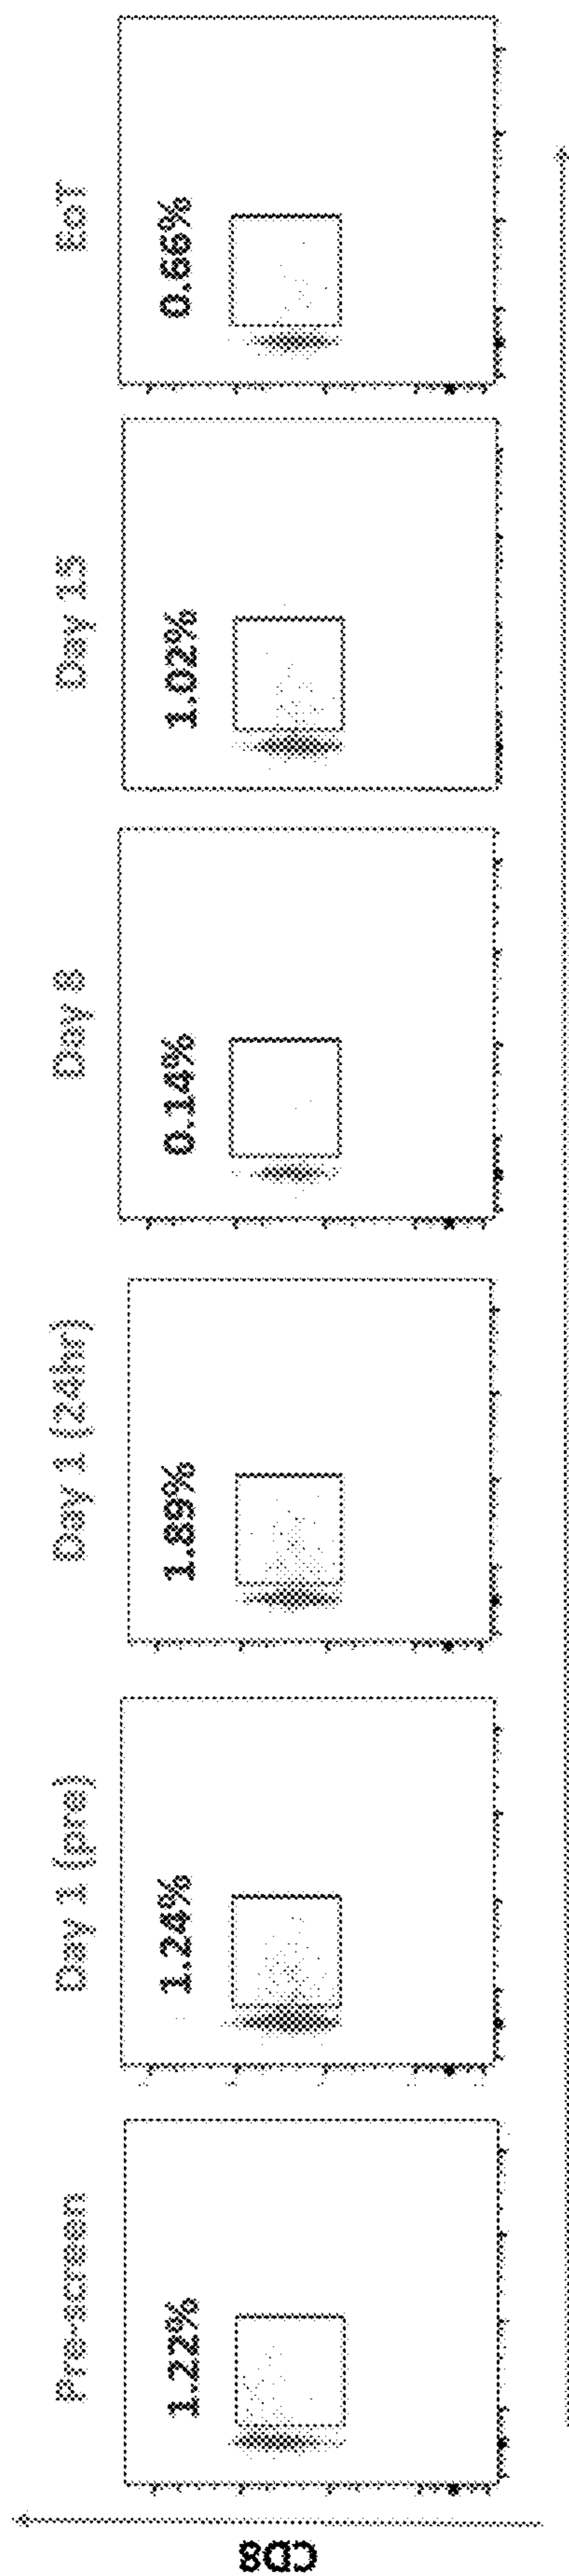 Pre-screen
Day 1 (pre)
Day 1 (24hr)
Day 8
Day 15
EoT
1.22%
1.24%
1.89%
0.14%
1.02%
0.66%
CD8